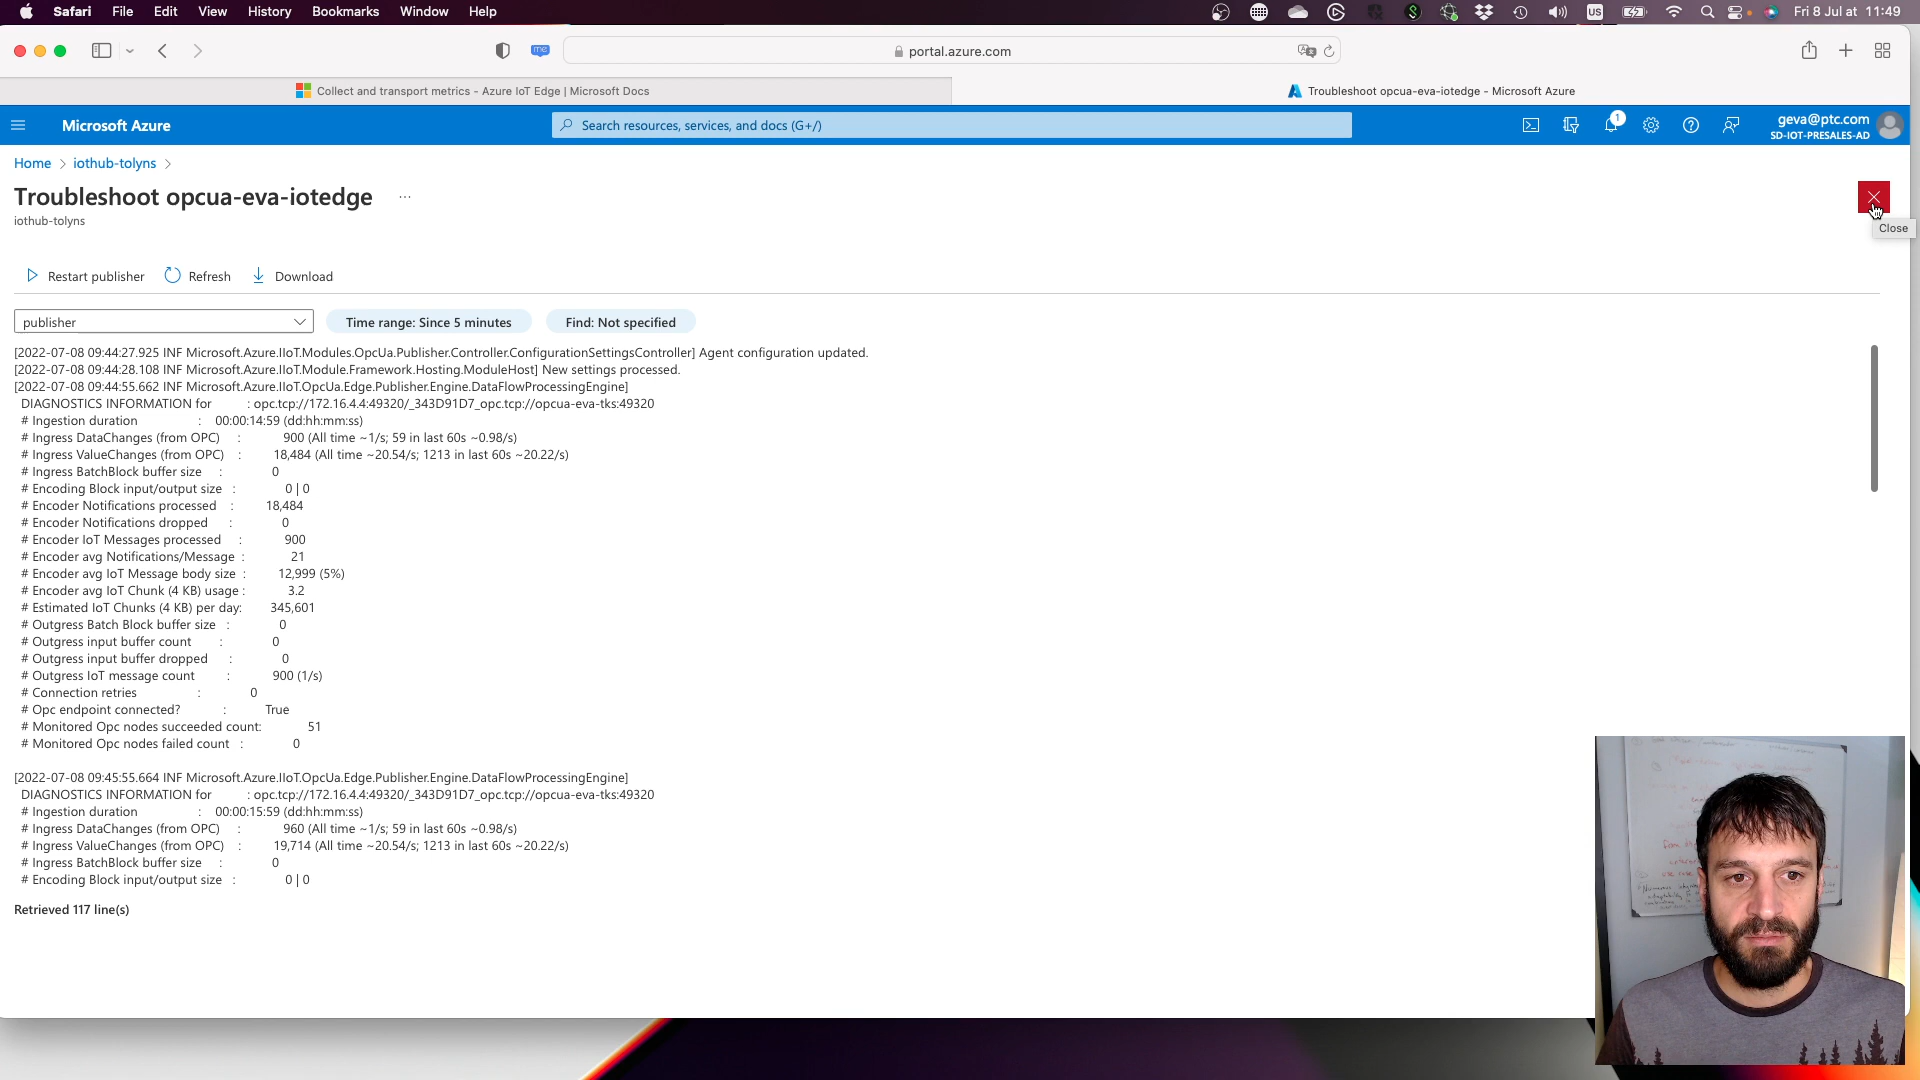 Safari File Edit View History Bookmarks Window Help
US
Fri 8 Jul at 11:49
portal.azure.com
Collect and transport metrics - Azure IoT Edge | Microsoft Docs
Troubleshoot opcua-eva-iotedge - Microsoft Azure
Microsoft Azure
Search resources, services, and docs (G+/)
1
geva@ptc.com
SD-IOT-PRESALES-AD
Home > iothub-tolyns >
Troubleshoot opcua-eva-iotedge ...
iothub-tolyns
Close
Restart publisher Refresh Download
publisher
Time range: Since 5 minutes
Find: Not specified
[2022-07-08 09:44:27.925 INF Microsoft.Azure.IIoT.Modules.OpcUa.Publisher.Controller.ConfigurationSettingsController] Agent configuration updated.
[2022-07-08 09:44:28.108 INF Microsoft.Azure.IIoT.Module.Framework.Hosting.ModuleHost] New settings processed.
[2022-07-08 09:44:55.662 INF Microsoft.Azure.IIoT.OpcUa.Edge.Publisher.Engine.DataFlowProcessingEngine]
DIAGNOSTICS INFORMATION for : opc.tcp://172.16.4.4:49320/_343D91D7_opc.tcp://opcua-eva-tks:49320
# Ingestion duration : 00:00:14:59 (dd:hh:mm:ss)
# Ingress DataChanges (from OPC) : 900 (All time ~1/s; 59 in last 60s ~0.98/s)
# Ingress ValueChanges (from OPC) : 18,484 (All time ~20.54/s; 1213 in last 60s ~20.22/s)
# Ingress BatchBlock buffer size : 0
# Encoding Block input/output size : 0 | 0
# Encoder Notifications processed : 18,484
# Encoder Notifications dropped : 0
# Encoder IoT Messages processed : 900
# Encoder avg Notifications/Message : 21
# Encoder avg IoT Message body size : 12,999 (5%)
# Encoder avg IoT Chunk (4 KB) usage : 3.2
# Estimated IoT Chunks (4 KB) per day: 345,601
# Outgress Batch Block buffer size : 0
# Outgress input buffer count : 0
# Outgress input buffer dropped : 0
# Outgress IoT message count : 900 (1/s)
# Connection retries : 0
# Opc endpoint connected? : True
# Monitored Opc nodes succeeded count: 51
# Monitored Opc nodes failed count : 0
[2022-07-08 09:45:55.664 INF Microsoft.Azure.IIoT.OpcUa.Edge.Publisher.Engine.DataFlowProcessingEngine]
DIAGNOSTICS INFORMATION for : opc.tcp://172.16.4.4:49320/_343D91D7_opc.tcp://opcua-eva-tks:49320
# Ingestion duration : 00:00:15:59 (dd:hh:mm:ss)
# Ingress DataChanges (from OPC) : 960 (All time ~1/s; 59 in last 60s ~0.98/s)
# Ingress ValueChanges (from OPC) : 19,714 (All time ~20.54/s; 1213 in last 60s ~20.22/s)
# Ingress BatchBlock buffer size : 0
# Encoding Block input/output size : 0 | 0
Retrieved 117 line(s)